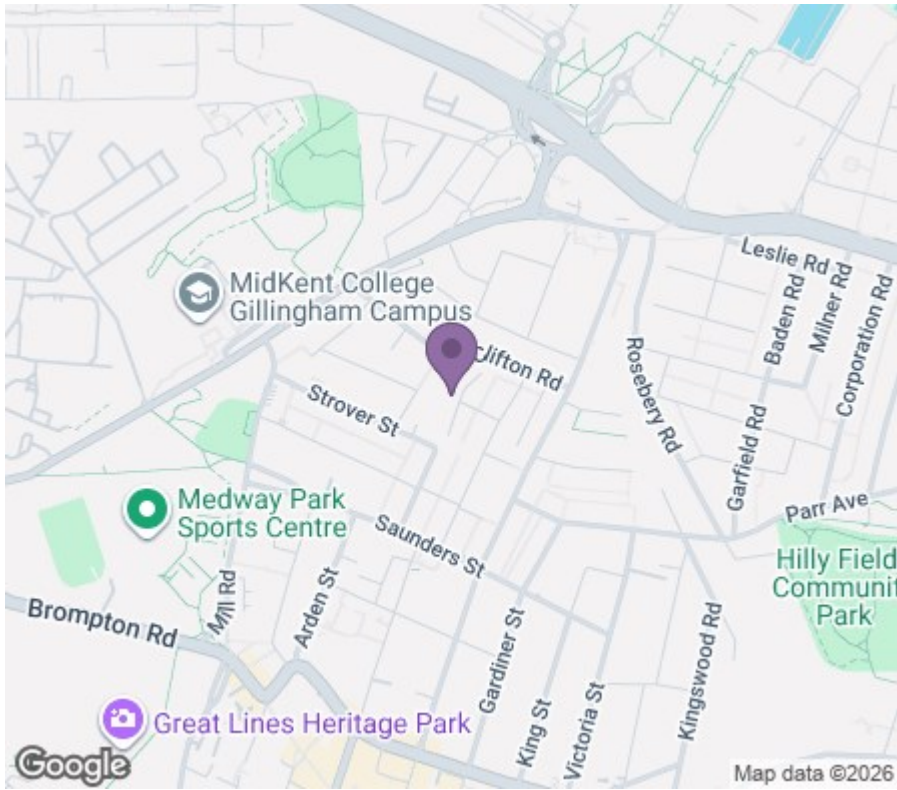 Leslie Rd
Baden Rd
Milner Rd
Corporation Rd
MidKent College
Gillingham Campus
Clifton Rd
Rosebery Rd
Strover St
Garfield Rd
Medway Park
Sports Centre
Parr Ave
Saunders St
Hilly Field
Communit
Park
Mill Rd
Arden St
Brompton Rd
Gardiner St
Kingswood Rd
King St
Victoria St
Great Lines Heritage Park
Google
Map data ©2026